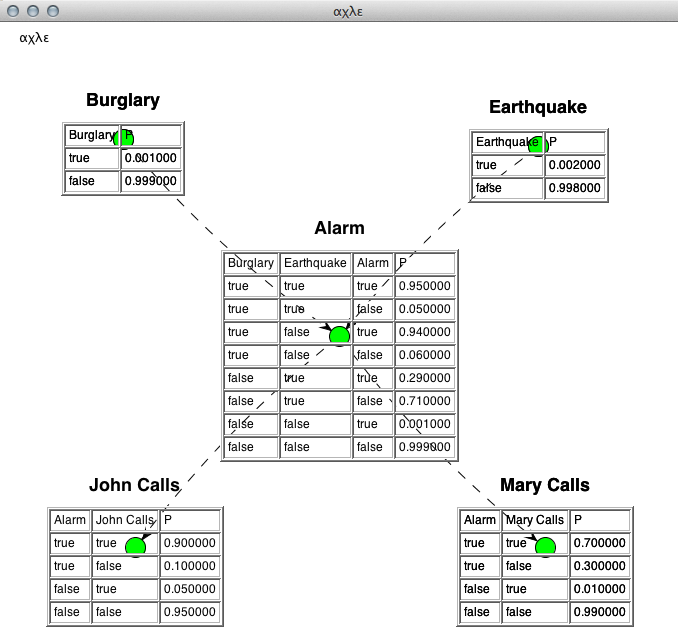 αχλε
αχλε
Burglary
Burglary P
true 0.001000
false 0.999000
Earthquake
Earthquake P
true 0.002000
false 0.998000
Alarm
Burglary Earthquake Alarm P
true true true 0.950000
true true false 0.050000
true false true 0.940000
true false false 0.060000
false true true 0.290000
false true false 0.710000
false false true 0.001000
false false false 0.999000
John Calls
Alarm John Calls P
true true 0.900000
true false 0.100000
false true 0.050000
false false 0.950000
Mary Calls
Alarm Mary Calls P
true true 0.700000
true false 0.300000
false true 0.010000
false false 0.990000